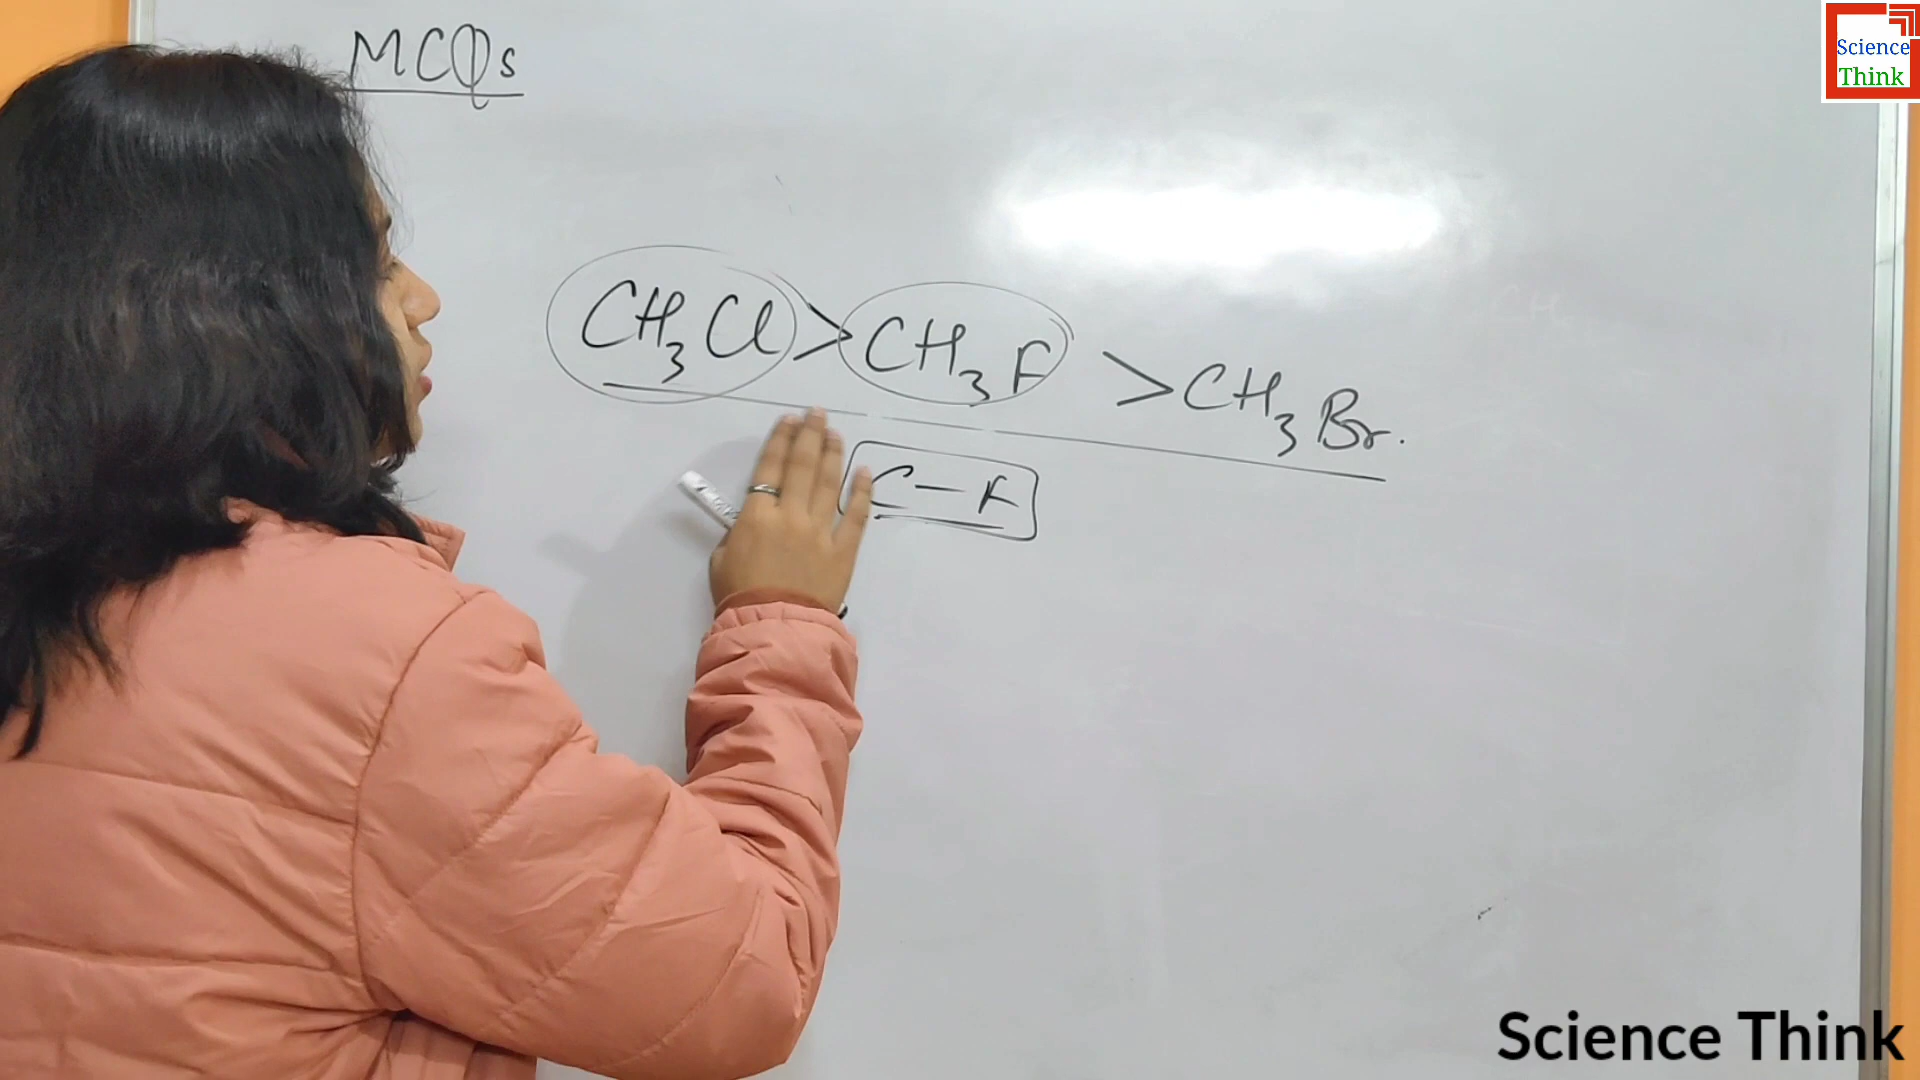 MCQs
Science
Think
CH₃Cl > CH₃F > CH₃Br.
C–F
Science Think